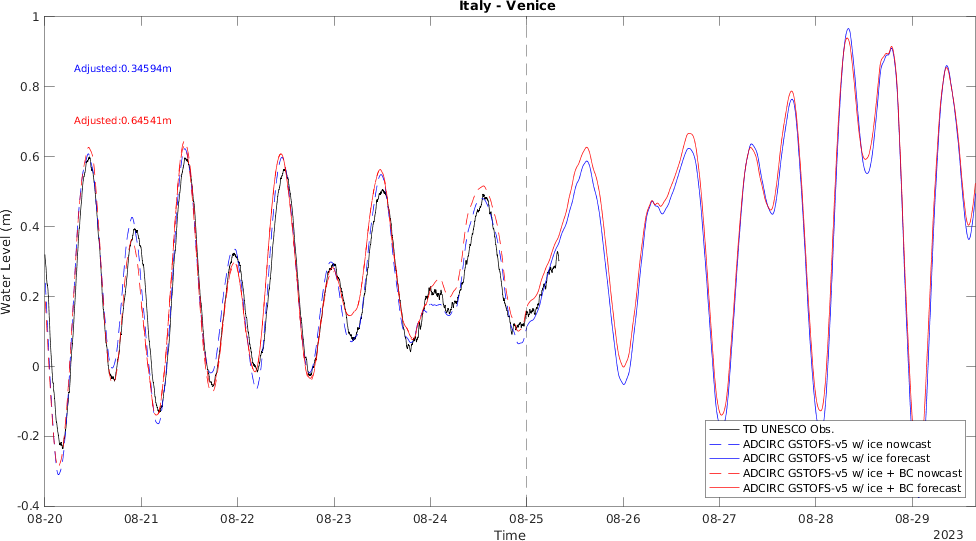 Italy - Venice
1
0.8
0.6
0.4
0.2
0
-0.2
-0.4
Water Level (m)
Adjusted:0.34594m
Adjusted:0.64541m
TD UNESCO Obs.
ADCIRC GSTOFS-v5 w/ ice nowcast
ADCIRC GSTOFS-v5 w/ ice forecast
ADCIRC GSTOFS-v5 w/ ice + BC nowcast
ADCIRC GSTOFS-v5 w/ ice + BC forecast
08-20 08-21 08-22 08-23 08-24 08-25 08-26 08-27 08-28 08-29
Time
2023